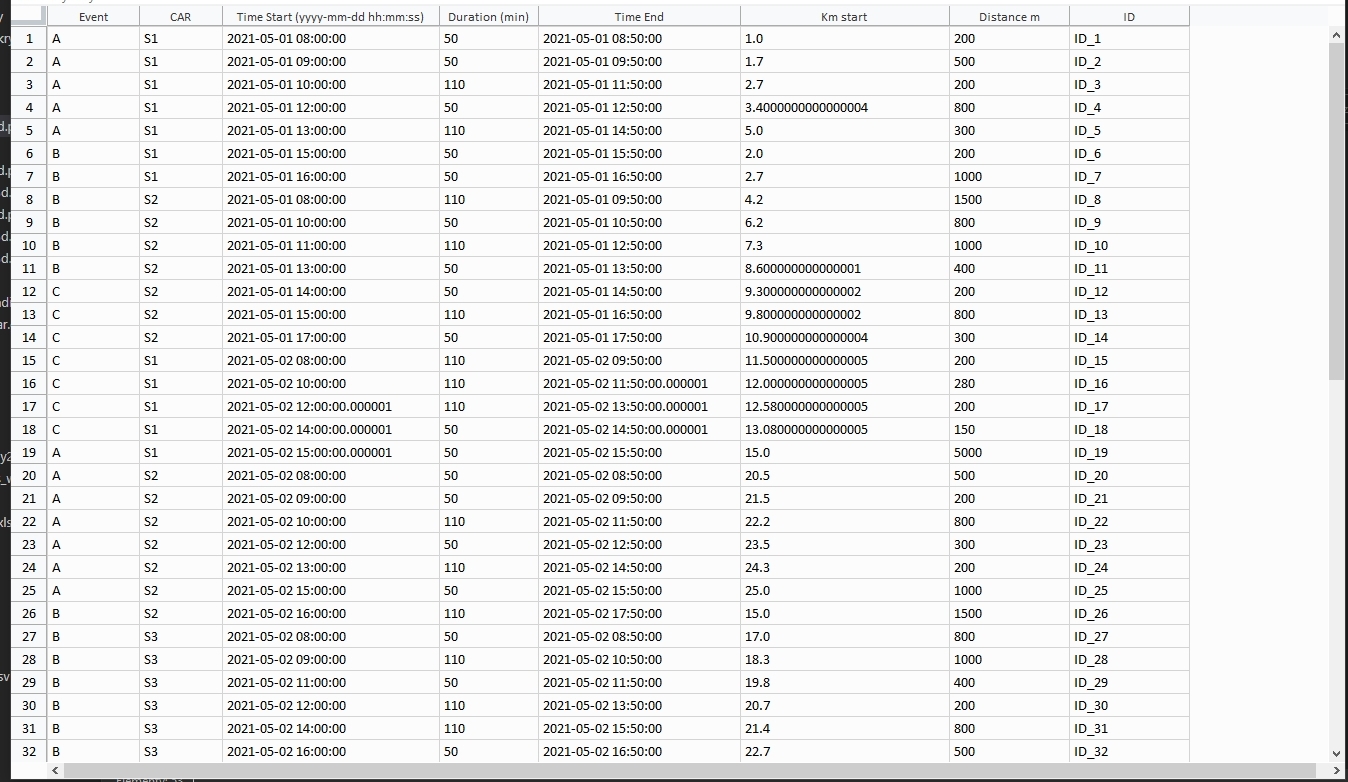 Event CAR Time Start (yyyy-mm-dd hh:mm:ss) Duration (min) Time End Km start Distance m ID
1 A S1 2021-05-01 08:00:00 50 2021-05-01 08:50:00 1.0 200 ID_1
2 A S1 2021-05-01 09:00:00 50 2021-05-01 09:50:00 1.7 500 ID_2
3 A S1 2021-05-01 10:00:00 110 2021-05-01 11:50:00 2.7 200 ID_3
4 A S1 2021-05-01 12:00:00 50 2021-05-01 12:50:00 3.4000000000000004 800 ID_4
5 A S1 2021-05-01 13:00:00 110 2021-05-01 14:50:00 5.0 300 ID_5
6 B S1 2021-05-01 15:00:00 50 2021-05-01 15:50:00 2.0 200 ID_6
7 B S1 2021-05-01 16:00:00 50 2021-05-01 16:50:00 2.7 1000 ID_7
8 B S2 2021-05-01 08:00:00 110 2021-05-01 09:50:00 4.2 1500 ID_8
9 B S2 2021-05-01 10:00:00 50 2021-05-01 10:50:00 6.2 800 ID_9
10 B S2 2021-05-01 11:00:00 110 2021-05-01 12:50:00 7.3 1000 ID_10
11 B S2 2021-05-01 13:00:00 50 2021-05-01 13:50:00 8.600000000000001 400 ID_11
12 C S2 2021-05-01 14:00:00 50 2021-05-01 14:50:00 9.300000000000002 200 ID_12
13 C S2 2021-05-01 15:00:00 110 2021-05-01 16:50:00 9.800000000000002 800 ID_13
14 C S2 2021-05-01 17:00:00 50 2021-05-01 17:50:00 10.900000000000004 300 ID_14
15 C S1 2021-05-02 08:00:00 110 2021-05-02 09:50:00 11.500000000000005 200 ID_15
16 C S1 2021-05-02 10:00:00 110 2021-05-02 11:50:00.000001 12.000000000000005 280 ID_16
17 C S1 2021-05-02 12:00:00.000001 110 2021-05-02 13:50:00.000001 12.580000000000005 200 ID_17
18 C S1 2021-05-02 14:00:00.000001 50 2021-05-02 14:50:00.000001 13.080000000000005 150 ID_18
19 A S1 2021-05-02 15:00:00.000001 50 2021-05-02 15:50:00 15.0 5000 ID_19
20 A S2 2021-05-02 08:00:00 50 2021-05-02 08:50:00 20.5 500 ID_20
21 A S2 2021-05-02 09:00:00 50 2021-05-02 09:50:00 21.5 200 ID_21
22 A S2 2021-05-02 10:00:00 110 2021-05-02 11:50:00 22.2 800 ID_22
23 A S2 2021-05-02 12:00:00 50 2021-05-02 12:50:00 23.5 300 ID_23
24 A S2 2021-05-02 13:00:00 110 2021-05-02 14:50:00 24.3 200 ID_24
25 A S2 2021-05-02 15:00:00 50 2021-05-02 15:50:00 25.0 1000 ID_25
26 B S2 2021-05-02 16:00:00 110 2021-05-02 17:50:00 15.0 1500 ID_26
27 B S3 2021-05-02 08:00:00 50 2021-05-02 08:50:00 17.0 800 ID_27
28 B S3 2021-05-02 09:00:00 110 2021-05-02 10:50:00 18.3 1000 ID_28
29 B S3 2021-05-02 11:00:00 50 2021-05-02 11:50:00 19.8 400 ID_29
30 B S3 2021-05-02 12:00:00 110 2021-05-02 13:50:00 20.7 200 ID_30
31 B S3 2021-05-02 14:00:00 110 2021-05-02 15:50:00 21.4 800 ID_31
32 B S3 2021-05-02 16:00:00 50 2021-05-02 16:50:00 22.7 500 ID_32